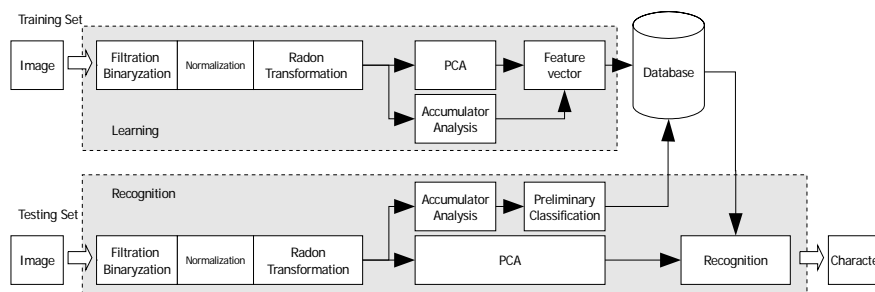 Training Set
Image
Filtration
Binaryzation
Normalization
Radon
Transformation
PCA
Feature
vector
Database
Accumulator
Analysis
Learning
Recognition
Testing Set
Accumulator
Analysis
Preliminary
Classification
Image
Filtration
Binaryzation
Normalization
Radon
Transformation
PCA
Recognition
Characte